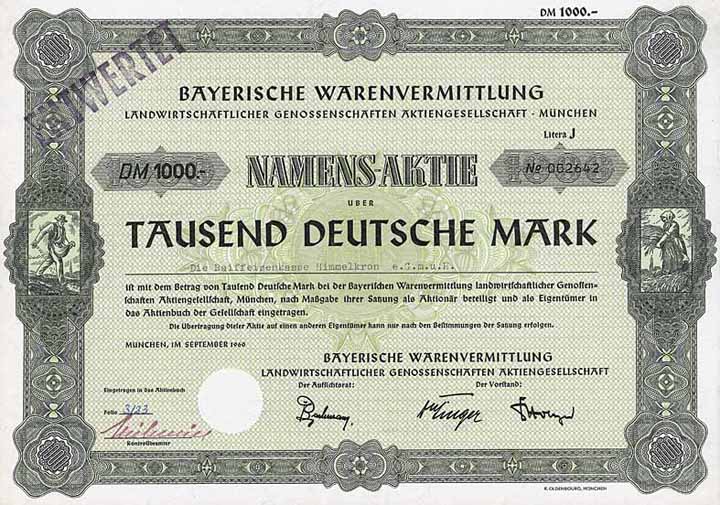 DM 1000.-
ENTWERTET
BAYERISCHE WARENVERMITTLUNG
LANDWIRTSCHAFTLICHER GENOSSENSCHAFTEN AKTIENGESELLSCHAFT - MÜNCHEN
Litera J
DM 1000.-
NAMENS-AKTIE
No 002642
ÜBER
TAUSEND DEUTSCHE MARK
Die Raiffeisenkasse Himmelkron e.G.m.u.H.
ist mit dem Betrag von Tausend Deutsche Mark bei der Bayerischen Warenvermittlung landwirtschaftlicher Genossen-
schaften Aktiengesellschaft, München, nach Maßgabe ihrer Satzung als Aktionär beteiligt und als Eigentümer in
das Aktienbuch der Gesellschaft eingetragen.
Die Übertragung dieser Aktie auf einen anderen Eigentümer kann nur nach den Bestimmungen der Satzung erfolgen.
MÜNCHEN, IM SEPTEMBER 1960
BAYERISCHE WARENVERMITTLUNG
LANDWIRTSCHAFTLICHER GENOSSENSCHAFTEN AKTIENGESELLSCHAFT
Eingetragen in das Aktienbuch
Der Aufsichtsrat:
Der Vorstand:
Folio 3/23
Kontrollbeamter
R. OLDENBOURG, MÜNCHEN